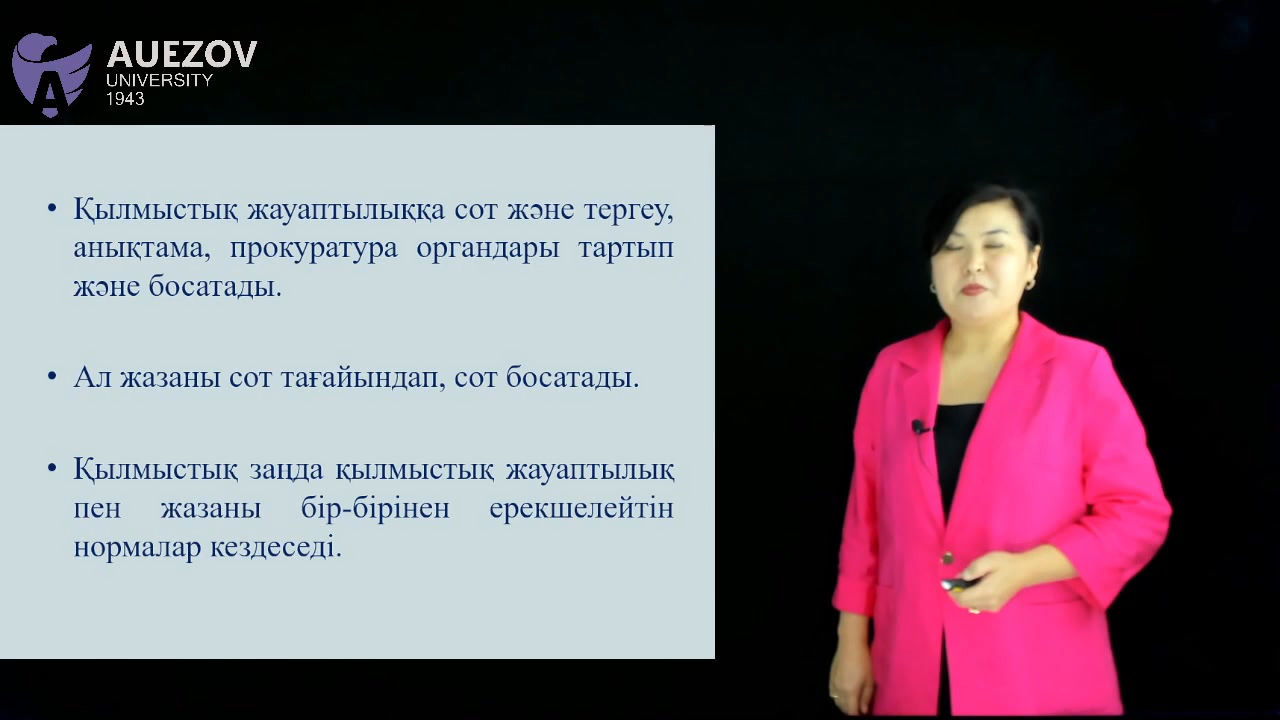 AUEZOV
UNIVERSITY
1943
• Қылмыстық жауаптылыққа сот және тергеу,
анықтама, прокуратура органдары тартып
және босатады.
• Ал жазаны сот тағайындап, сот босатады.
• Қылмыстық заңда қылмыстық жауаптылық
пен жазаны бір-бірінен ерекшелейтін
нормалар кездеседі.